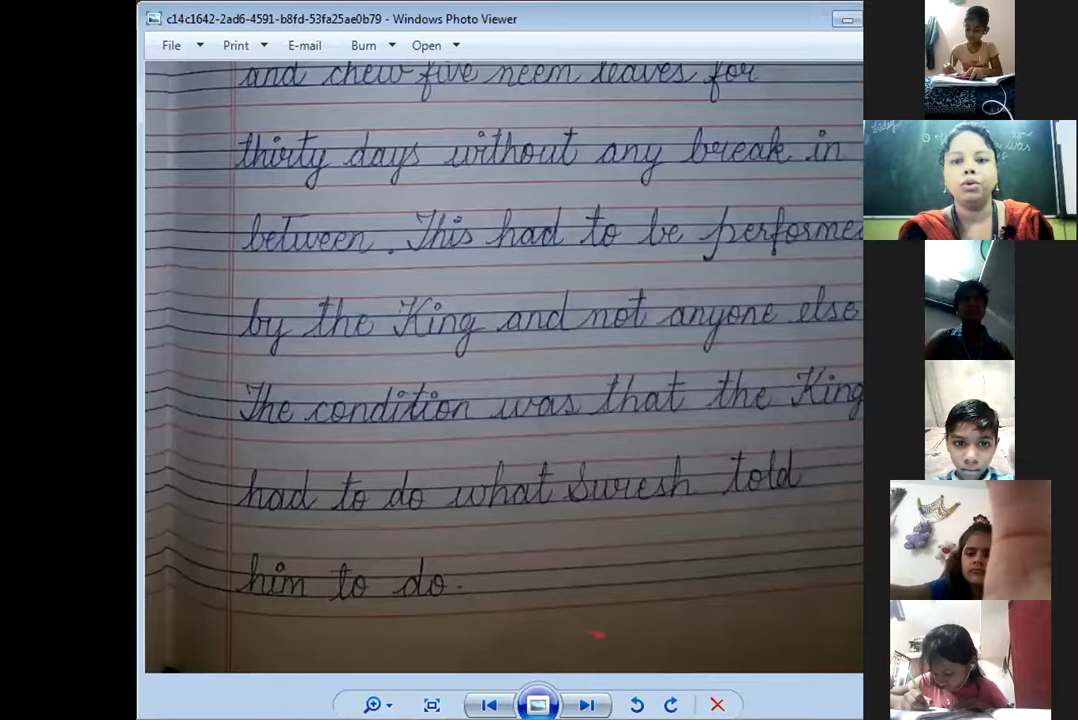 c14c1642-2ad6-4591-b8fd-53fa25ae0b79 - Windows Photo Viewer
File Print E-mail Burn Open
and chew five neem leaves for
thirty days without any break in
between. This had to be performe
by the King and not anyone else
The condition was that the King
had to do what Suresh told
him to do.